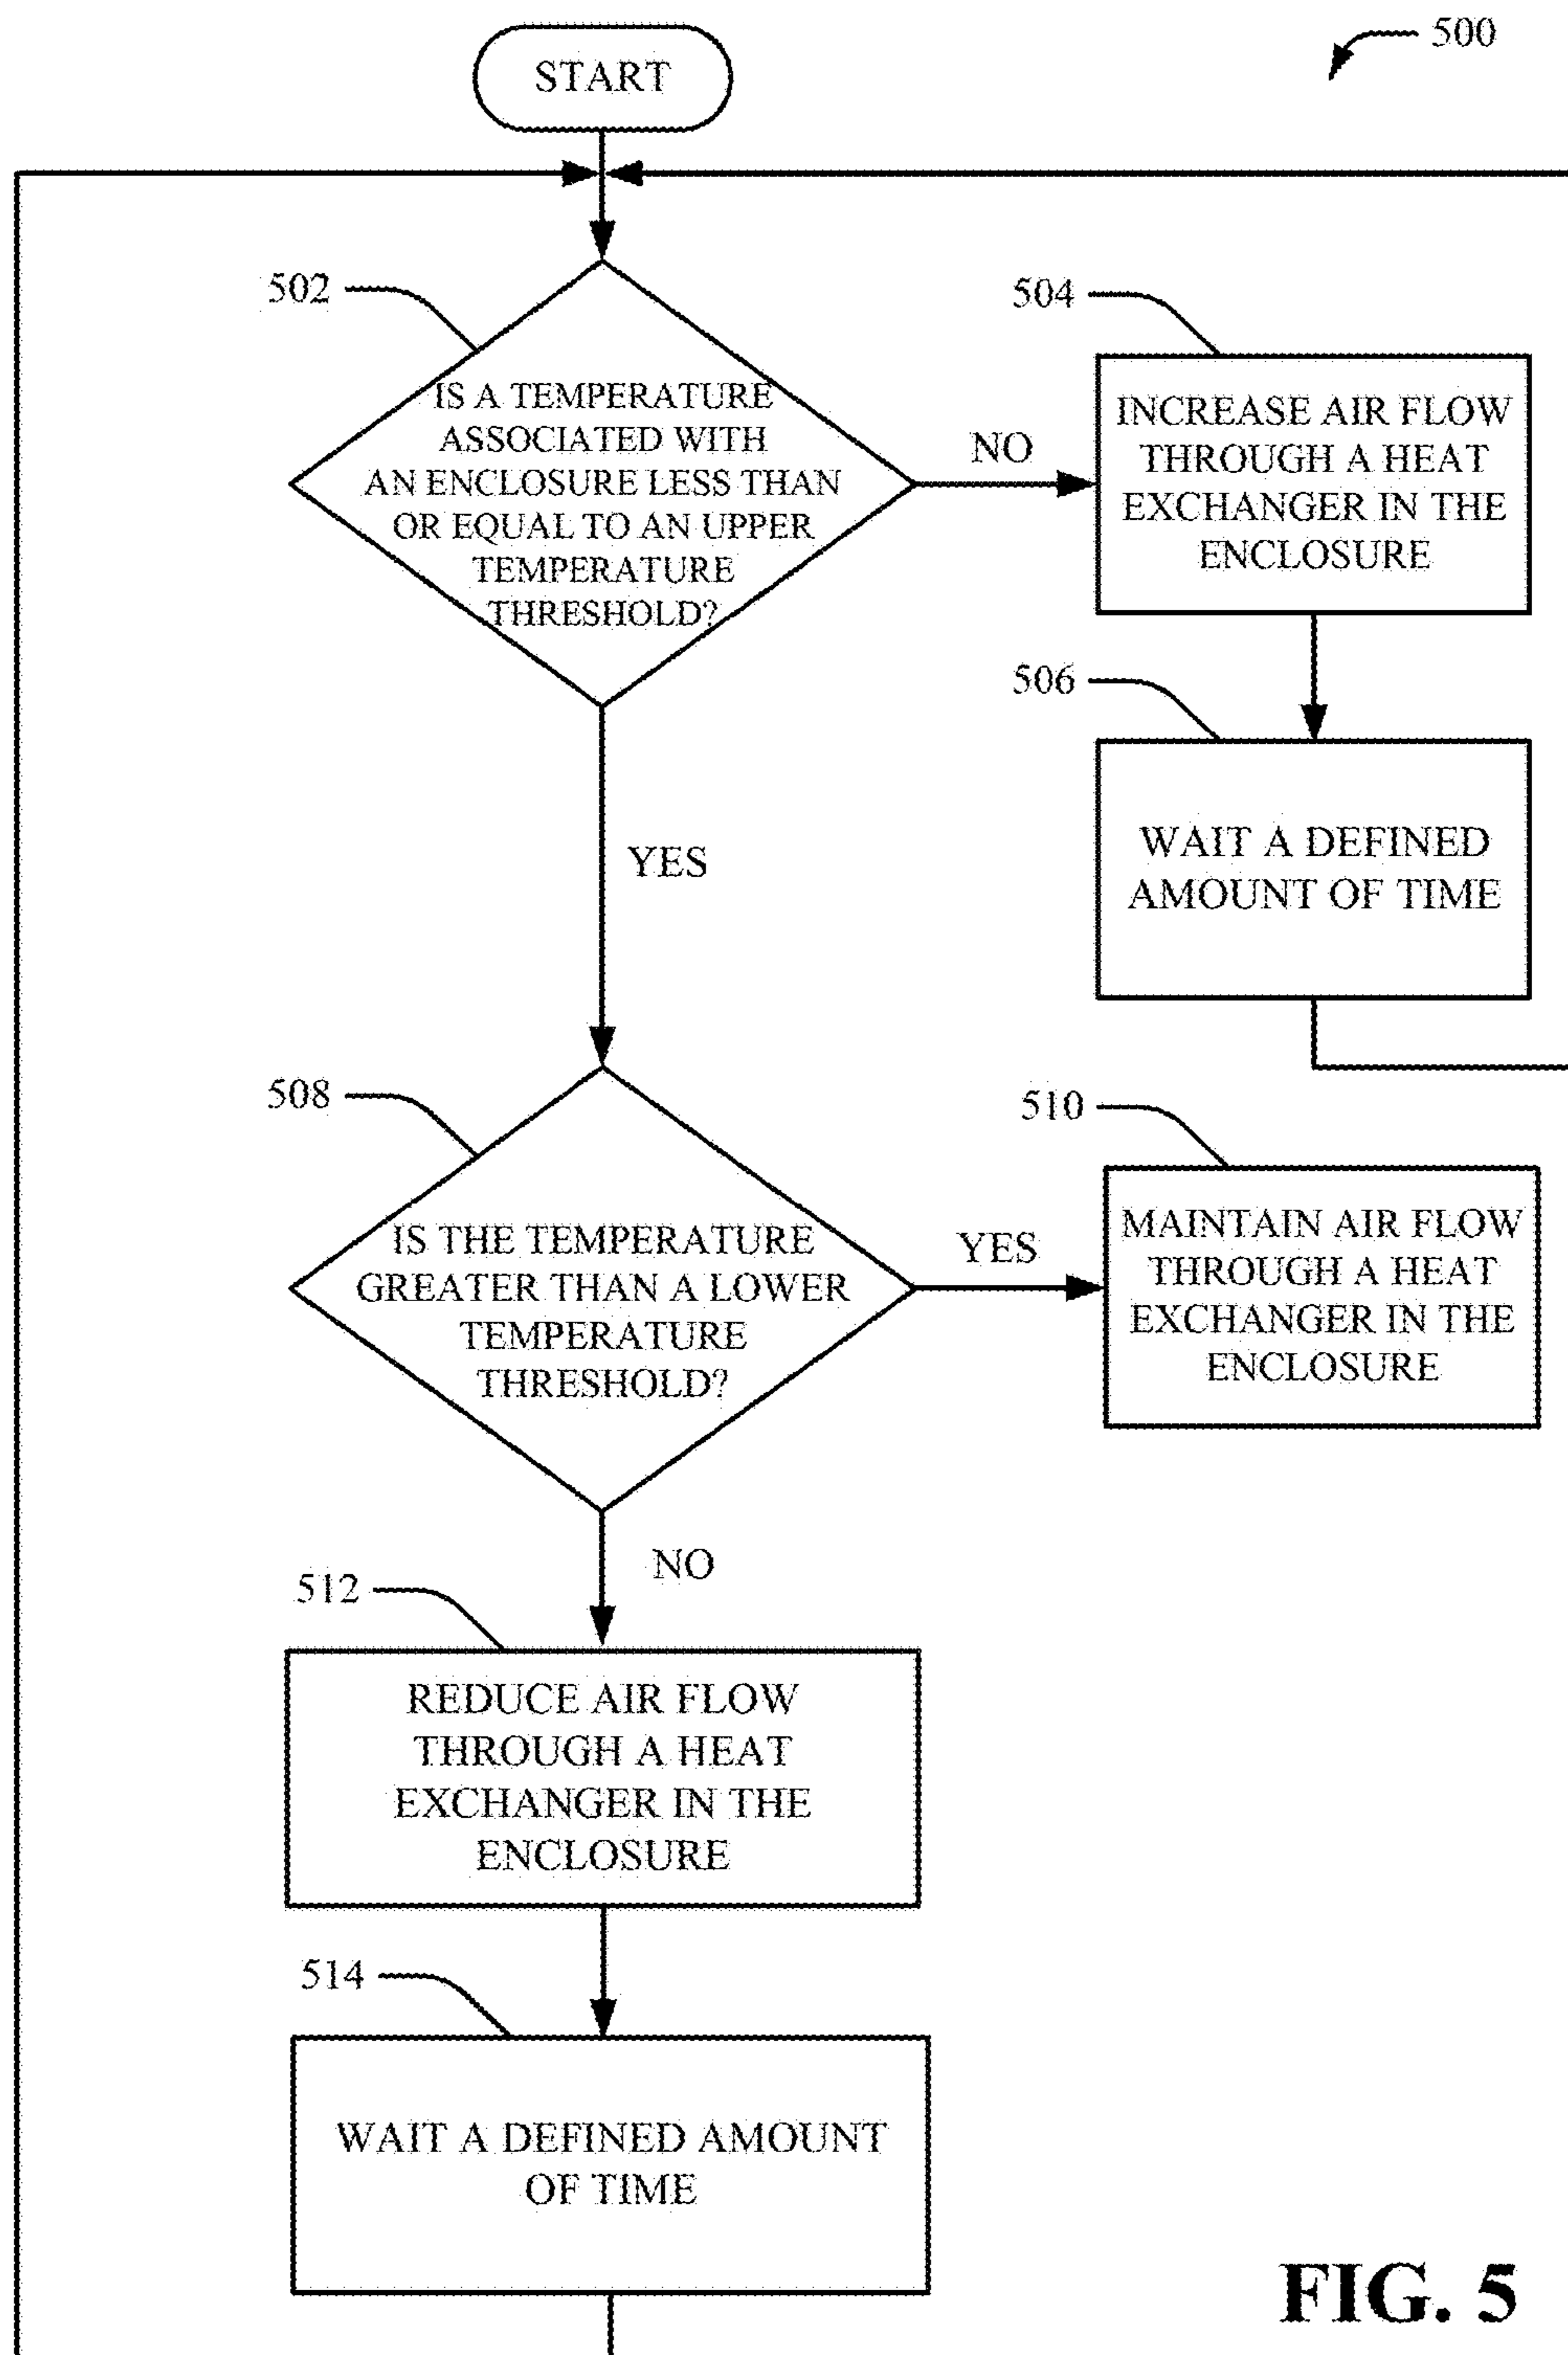 500
START
502
IS A TEMPERATURE
ASSOCIATED WITH
AN ENCLOSURE LESS THAN
OR EQUAL TO AN UPPER
TEMPERATURE
THRESHOLD?
NO
504
INCREASE AIR FLOW
THROUGH A HEAT
EXCHANGER IN THE
ENCLOSURE
506
WAIT A DEFINED
AMOUNT OF TIME
YES
508
IS THE TEMPERATURE
GREATER THAN A LOWER
TEMPERATURE
THRESHOLD?
YES
510
MAINTAIN AIR FLOW
THROUGH A HEAT
EXCHANGER IN THE
ENCLOSURE
NO
512
REDUCE AIR FLOW
THROUGH A HEAT
EXCHANGER IN THE
ENCLOSURE
514
WAIT A DEFINED AMOUNT
OF TIME
FIG. 5